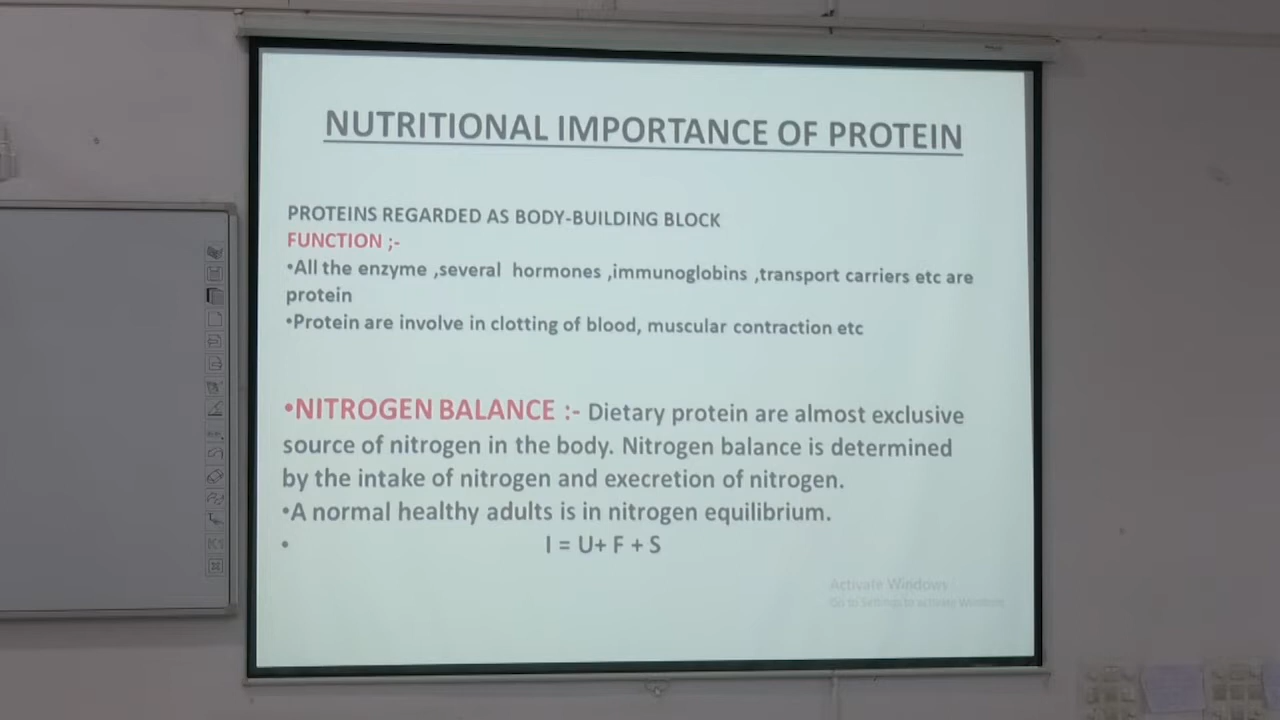 NUTRITIONAL IMPORTANCE OF PROTEIN
PROTEINS REGARDED AS BODY-BUILDING BLOCK
FUNCTION ;-
•All the enzyme ,several hormones ,immunoglobins ,transport carriers etc are
protein
•Protein are involve in clotting of blood, muscular contraction etc
•NITROGEN BALANCE :- Dietary protein are almost exclusive
source of nitrogen in the body. Nitrogen balance is determined
by the intake of nitrogen and execretion of nitrogen.
•A normal healthy adults is in nitrogen equilibrium.
• I = U+ F + S
Activate Windows
Go to Settings to activate Windows.